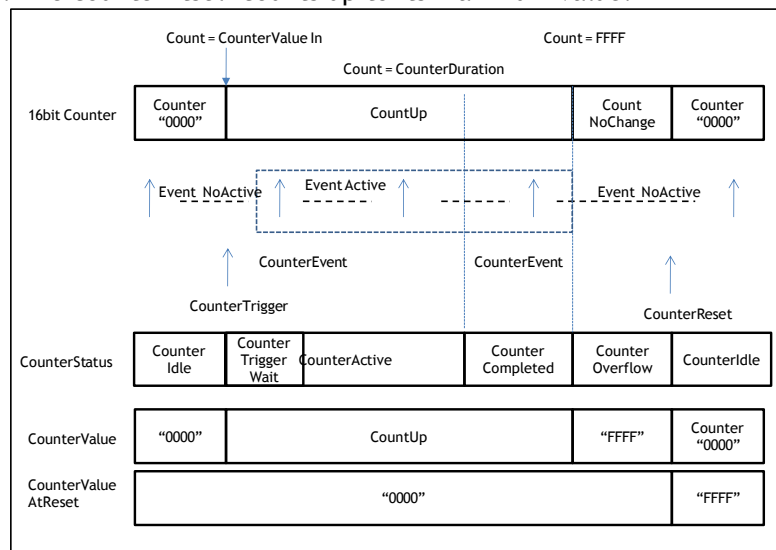 Count = CounterValue In
Count = FFFF
Count = CounterDuration
16bit Counter
Counter
"0000"
CountUp
Count
NoChange
Counter
"0000"
Event NoActive
Event Active
Event NoActive
CounterEvent
CounterEvent
CounterTrigger
CounterReset
CounterStatus
Counter
Idle
Counter
Trigger
Wait
CounterActive
Counter
Completed
Counter
Overflow
CounterIdle
CounterValue
"0000"
CountUp
"FFFF"
Counter
"0000"
CounterValue
AtReset
"0000"
"FFFF"